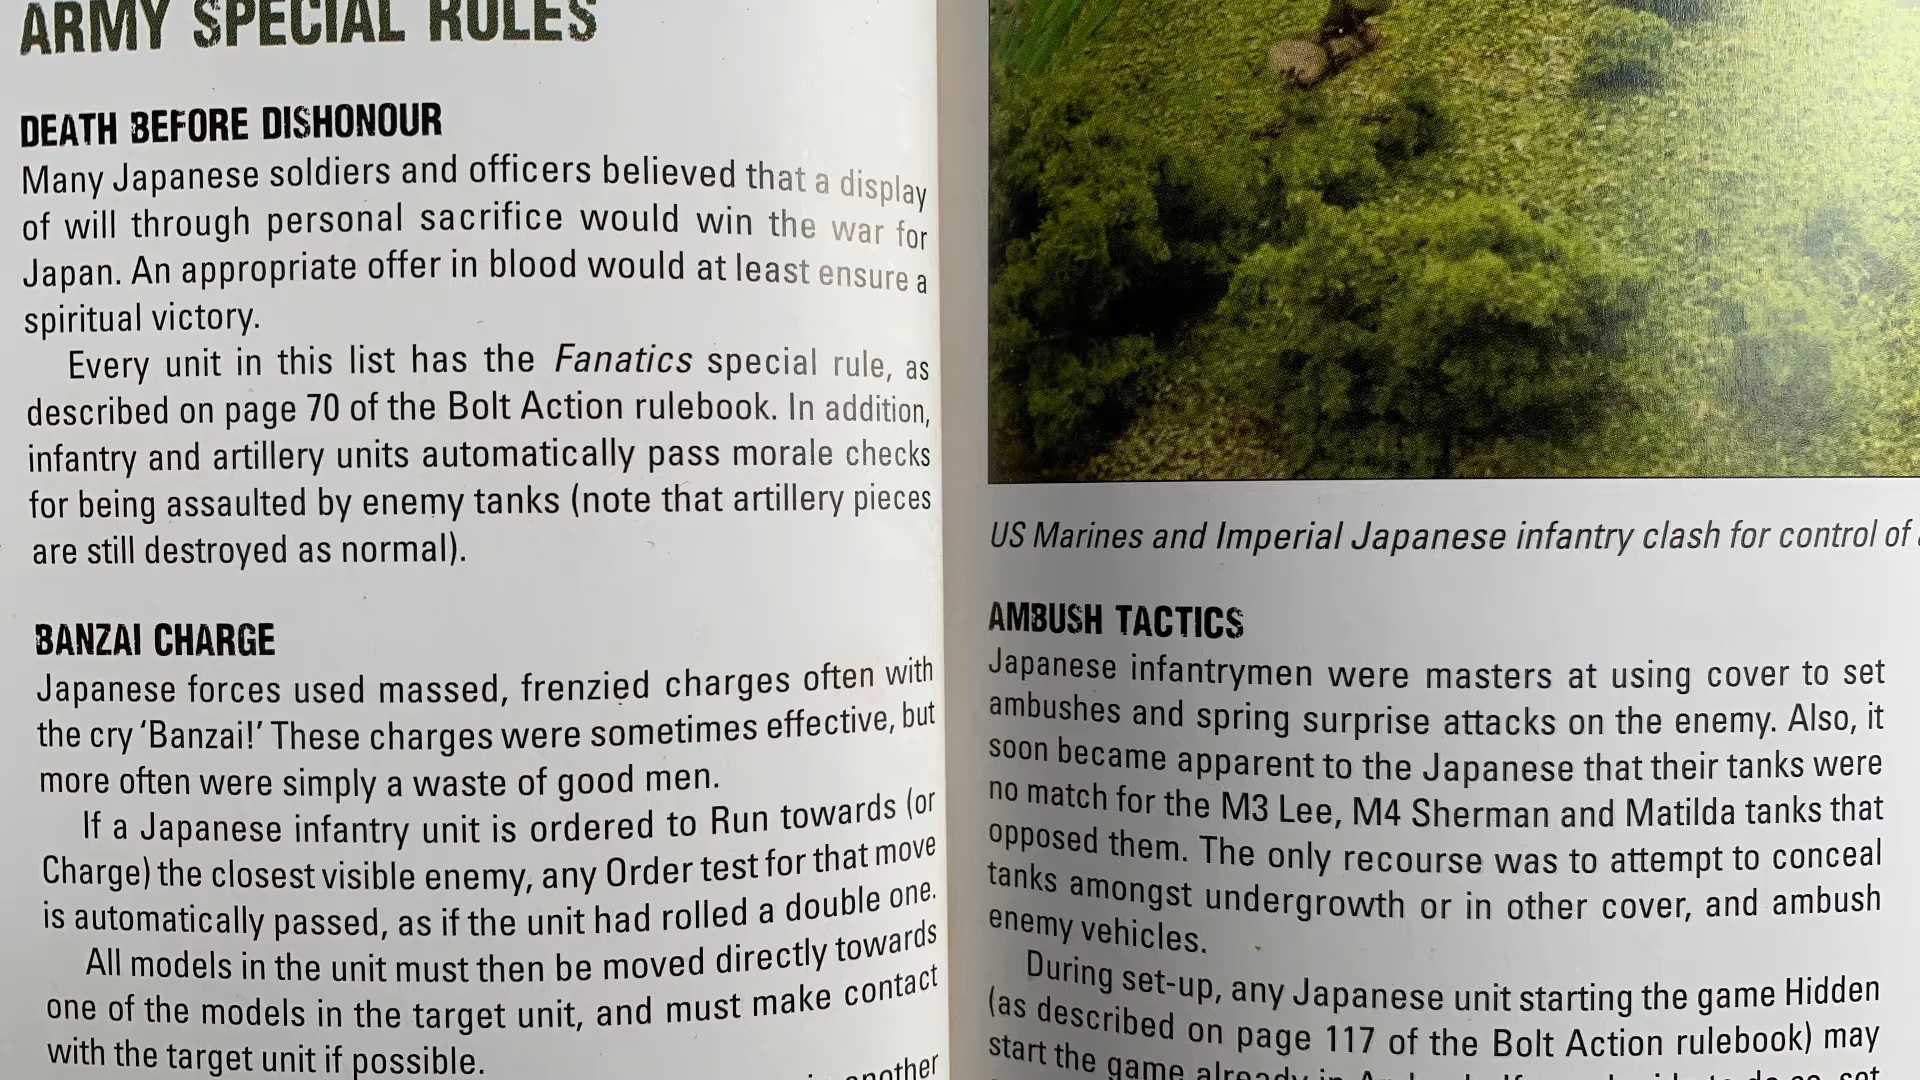 ARMY SPECIAL RULES
DEATH BEFORE DISHONOUR
Many Japanese soldiers and officers believed that a display
of will through personal sacrifice would win the war for
Japan. An appropriate offer in blood would at least ensure a
spiritual victory.
Every unit in this list has the Fanatics special rule, as
described on page 70 of the Bolt Action rulebook. In addition,
infantry and artillery units automatically pass morale checks
for being assaulted by enemy tanks (note that artillery pieces
are still destroyed as normal).
BANZAI CHARGE
Japanese forces used massed, frenzied charges often with
the cry ‘Banzai!’ These charges were sometimes effective, but
more often were simply a waste of good men.
If a Japanese infantry unit is ordered to Run towards (or
Charge) the closest visible enemy, any Order test for that move
is automatically passed, as if the unit had rolled a double one.
All models in the unit must then be moved directly towards
one of the models in the target unit, and must make contact
with the target unit if possible.
another
US Marines and Imperial Japanese infantry clash for control of
AMBUSH TACTICS
Japanese infantrymen were masters at using cover to set
ambushes and spring surprise attacks on the enemy. Also, it
soon became apparent to the Japanese that their tanks were
no match for the M3 Lee, M4 Sherman and Matilda tanks that
opposed them. The only recourse was to attempt to conceal
tanks amongst undergrowth or in other cover, and ambush
enemy vehicles.
During set-up, any Japanese unit starting the game Hidden
(as described on page 117 of the Bolt Action rulebook) may
start the game already in